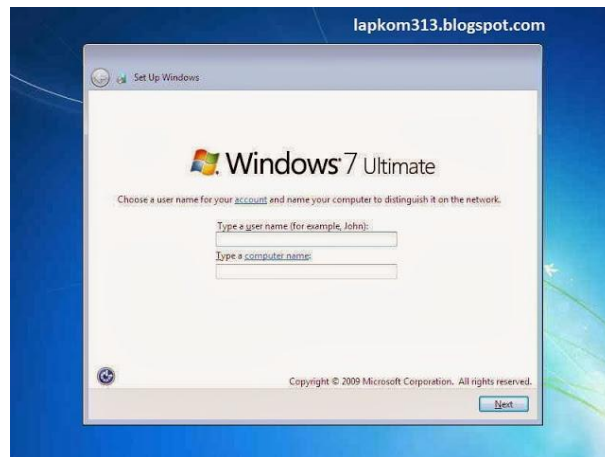 lapkom313.blogspot.com
Set Up Windows
Windows 7 Ultimate
Choose a user name for your account and name your computer to distinguish it on the network.
Type a user name (for example, John):
Type a computer name:
Copyright © 2009 Microsoft Corporation. All rights reserved.
Next